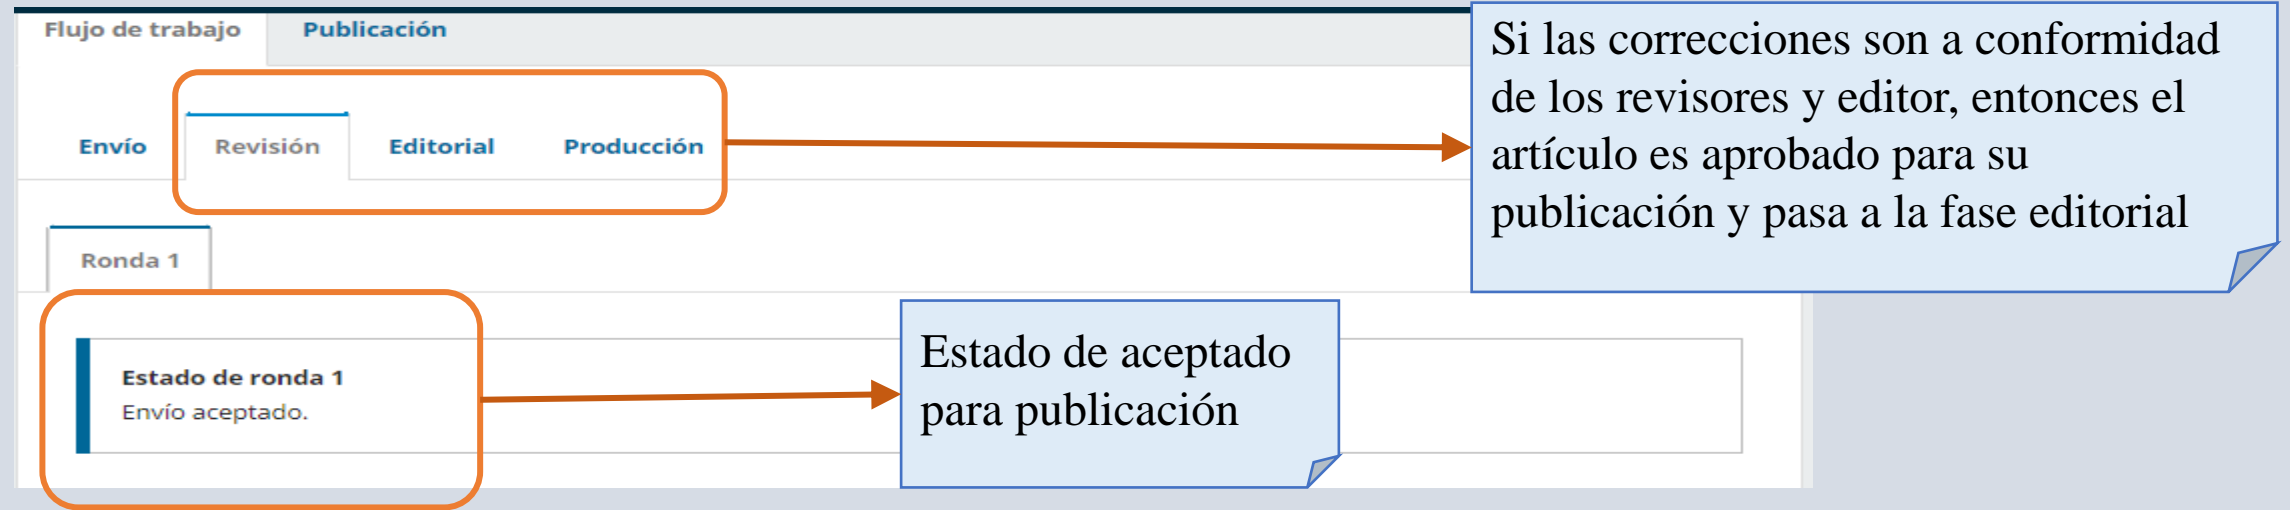 Flujo de trabajo Publicación
Si las correcciones son a conformidad
de los revisores y editor, entonces el
artículo es aprobado para su
publicación y pasa a la fase editorial
Envío Revisión Editorial Producción
Ronda 1
Estado de ronda 1
Envío aceptado.
Estado de aceptado
para publicación